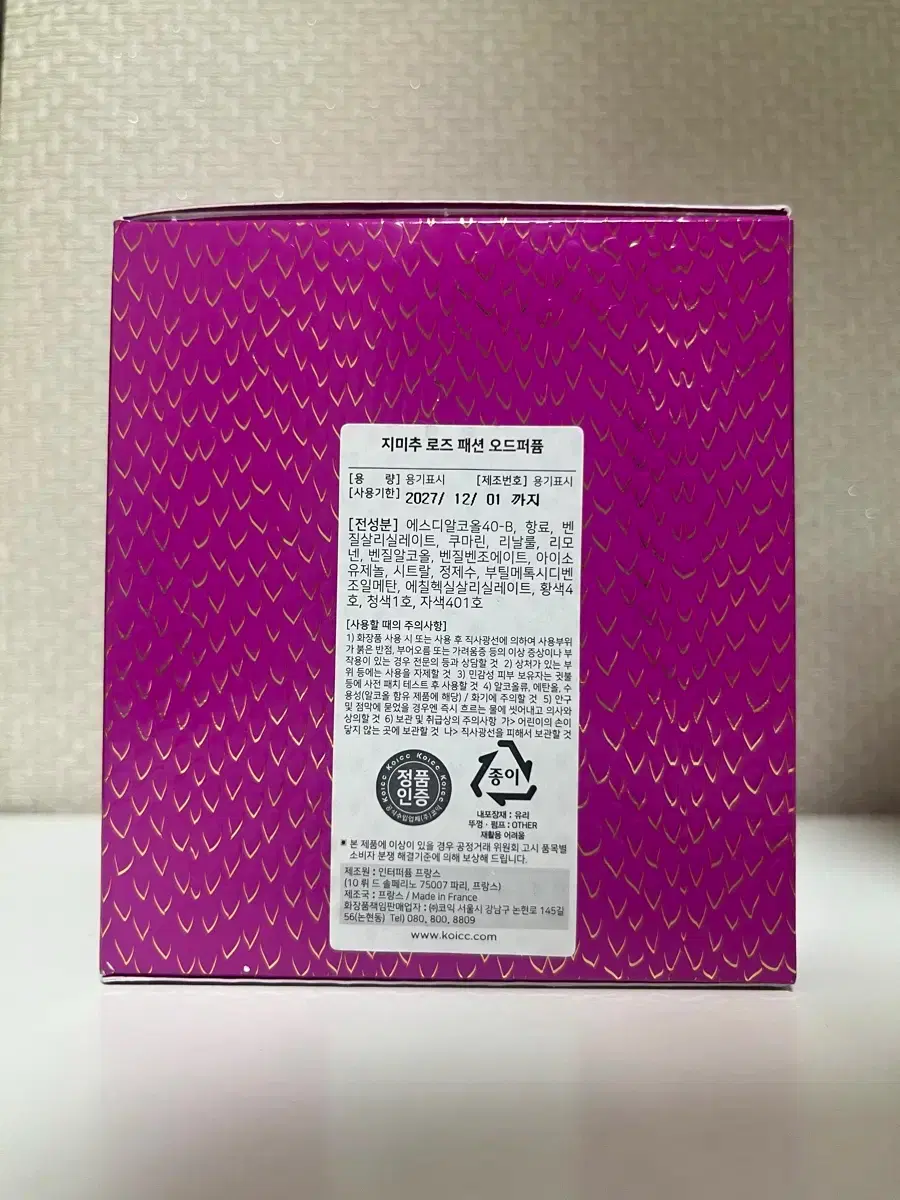 지미추 로즈 패션 오드퍼퓸
[용 량] 용기표시 [제조번호] 용기표시
[사용기한] 2027/ 12/ 01 까지
[전성분] 에스디알코올40-B, 향료, 벤
질살리실레이트, 쿠마린, 리날룰, 리모
넨, 벤질알코올, 벤질벤조에이트, 아이소
유제놀, 시트랄, 정제수, 부틸메톡시디벤
조일메탄, 에칠헥실살리실레이트, 황색4
호, 청색1호, 자색401호
[사용할 때의 주의사항]
1) 화장품 사용 시 또는 사용 후 직사광선에 의하여 사용부위
가 붉은 반점, 부어오름 또는 가려움증 등의 이상 증상이나 부
작용이 있는 경우 전문의 등과 상담할 것 2) 상처가 있는 부
위 등에는 사용을 자제할 것 3) 민감성 피부 보유자는 귓불
등에 사전 패치 테스트 후 사용할 것 4) 알코올류, 에탄올, 수
용성(알코올 함유 제품에 해당) / 화기에 주의할 것 5) 안구
및 점막에 묻었을 경우엔 즉시 흐르는 물에 씻어내고 의사와
상의할 것 6) 보관 및 취급상의 주의사항 가> 어린이의 손이
닿지 않는 곳에 보관할 것 나> 직사광선을 피해서 보관할 것
Koicc Koicc Koicc Koicc
정품
인증
공식수입업체(주)코익
종이
내포장재 : 유리
뚜껑 · 펌프 : OTHER
재활용 어려움
※ 본 제품에 이상이 있을 경우 공정거래 위원회 고시 품목별
소비자 분쟁 해결기준에 의해 보상해 드립니다.
제조원 : 인터퍼퓸 프랑스
(10 뤼 드 솔페리노 75007 파리, 프랑스)
제조국 : 프랑스 / Made in France
화장품책임판매업자 : ㈜코익 서울시 강남구 논현로 145길
56(논현동) Tel) 080, 800, 8809
www.koicc.com